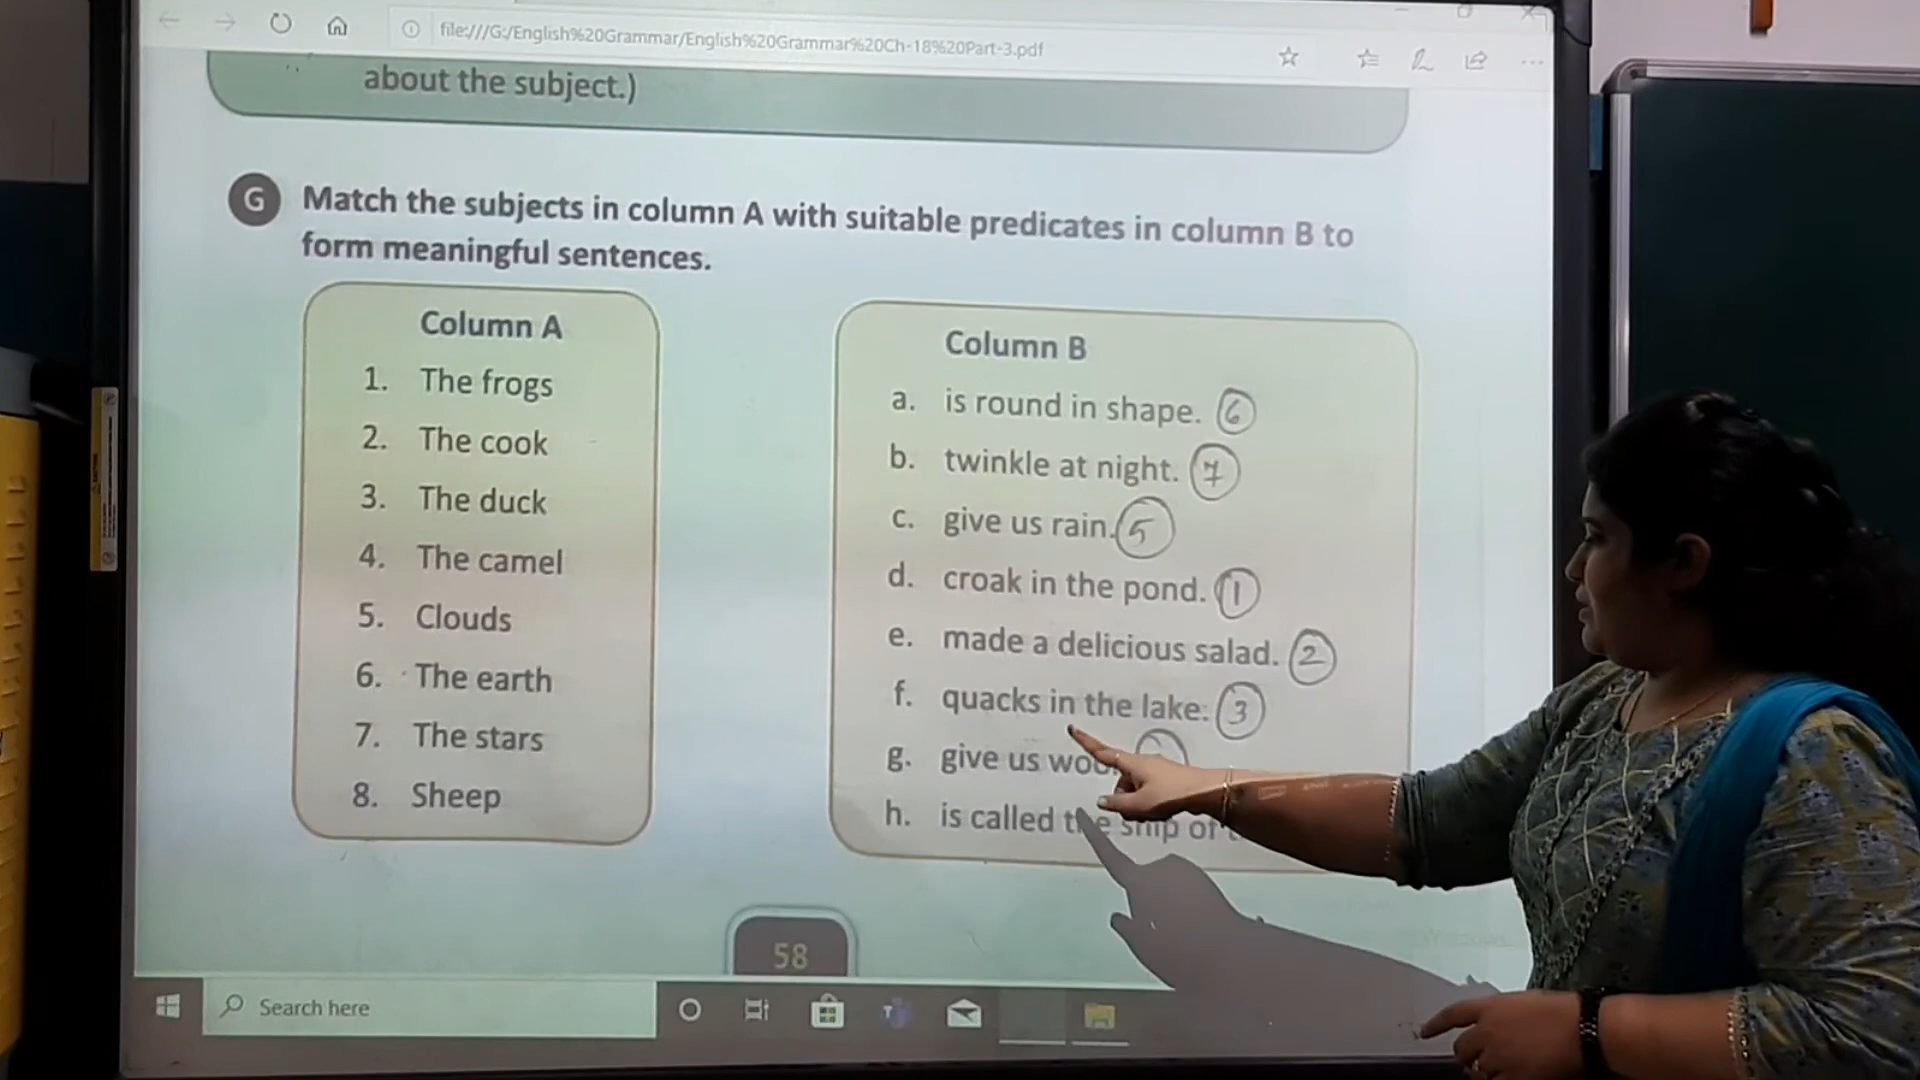 file:///G:/English%20Grammar/English%20Grammar%20Ch-18%20Part-3.pdf
about the subject.)
G Match the subjects in column A with suitable predicates in column B to
form meaningful sentences.
Column A
1. The frogs
2. The cook
3. The duck
4. The camel
5. Clouds
6. The earth
7. The stars
8. Sheep
Column B
a. is round in shape. 6
b. twinkle at night. 7
c. give us rain. 5
d. croak in the pond. 1
e. made a delicious salad. 2
f. quacks in the lake. 3
g. give us
h. is called the ship of
58
Search here